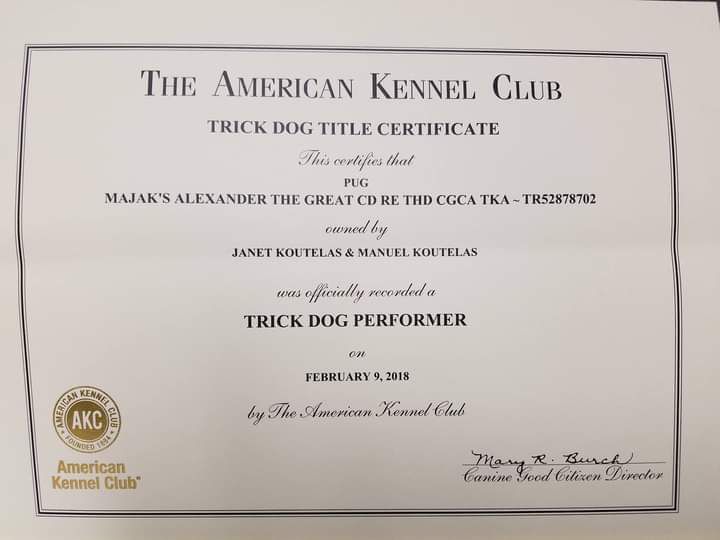 THE AMERICAN KENNEL CLUB
TRICK DOG TITLE CERTIFICATE
This certifies that
PUG
MAJAK'S ALEXANDER THE GREAT CD RE THD CGCA TKA ~ TR52878702
owned by
JANET KOUTELAS & MANUEL KOUTELAS
was officially recorded a
TRICK DOG PERFORMER
on
FEBRUARY 9, 2018
by The American Kennel Club
AMERICAN KENNEL CLUB
AKC
FOUNDED 1884
American
Kennel Club®
Mary R. Burch
Canine Good Citizen Director